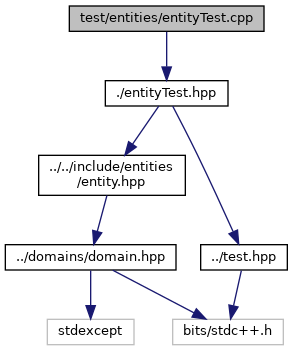 test/entities/entityTest.cpp
./entityTest.hpp
../../include/entities
/entity.hpp
../domains/domain.hpp
../test.hpp
stdexcept
bits/stdc++.h